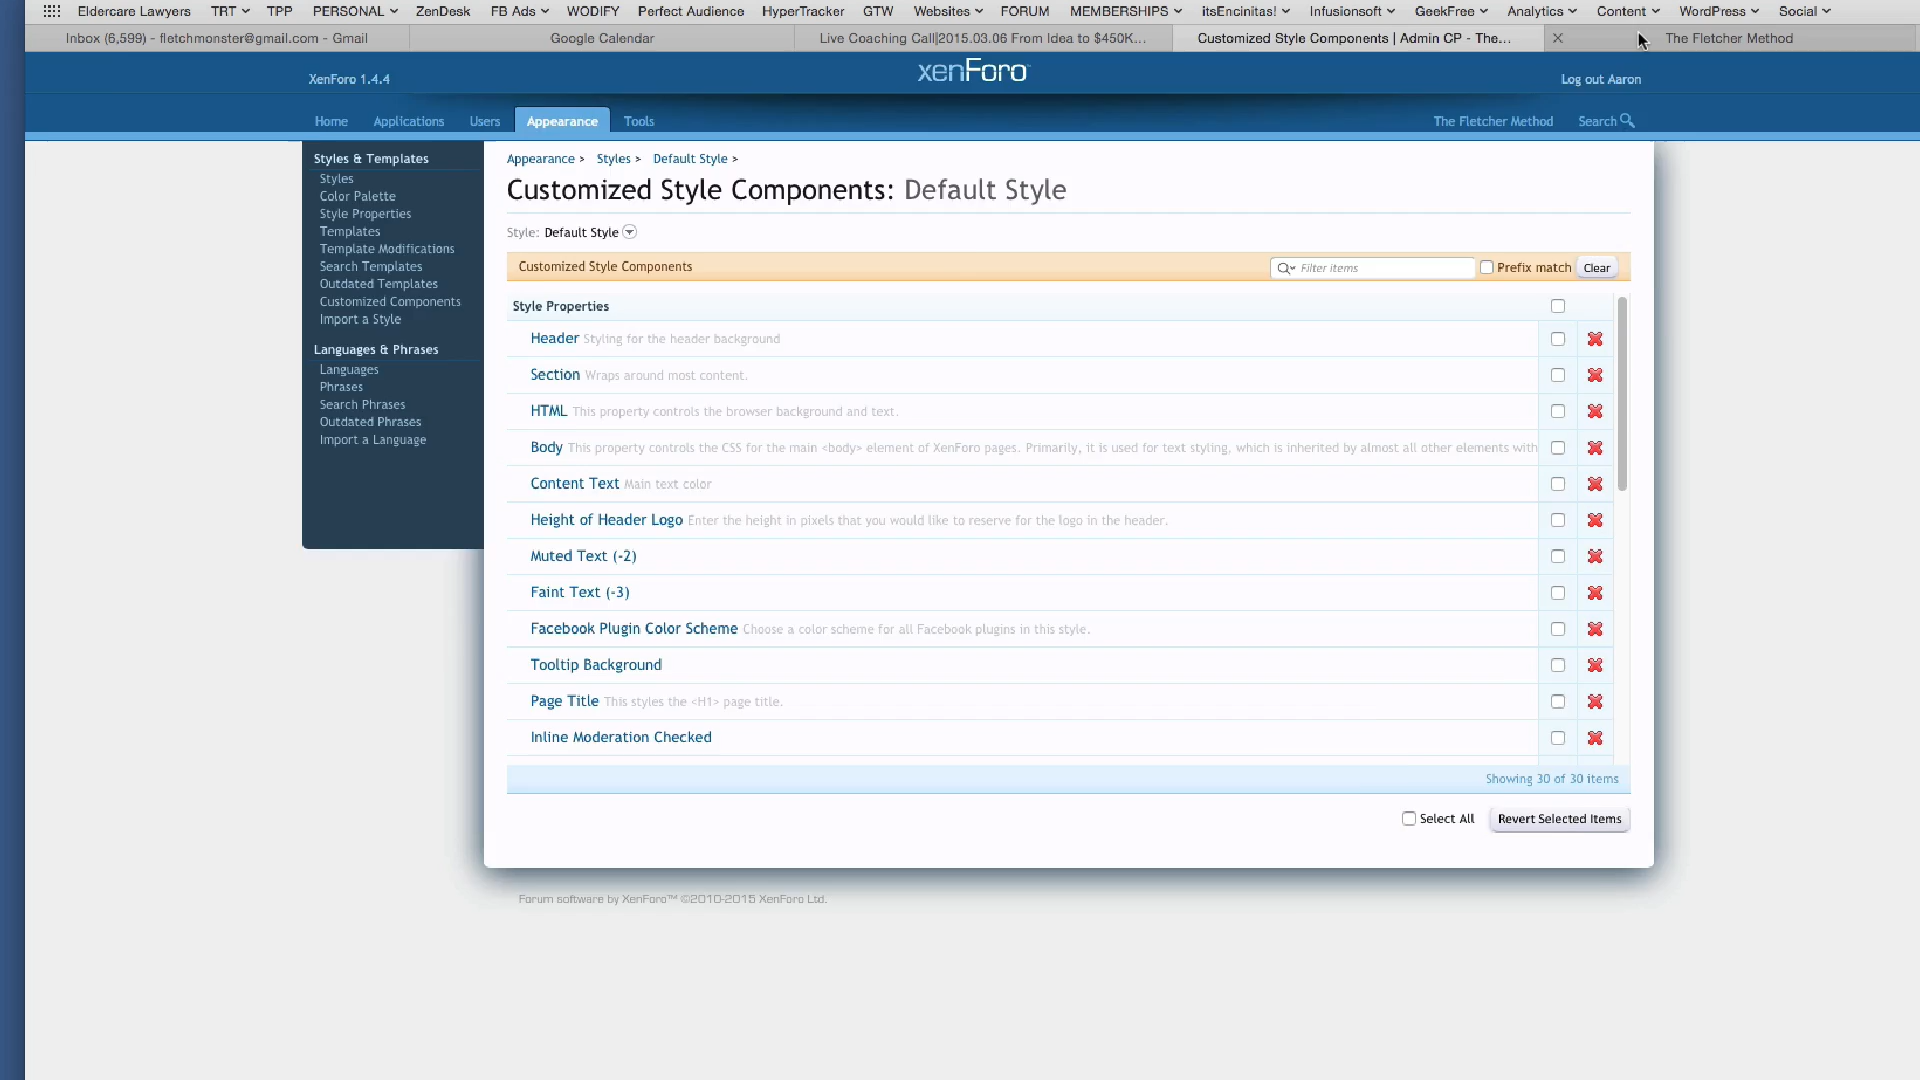 Eldercare Lawyers TRT TPP PERSONAL ZenDesk FB Ads WODIFY Perfect Audience HyperTracker GTW Websites FORUM MEMBERSHIPS itsEncinitas! Infusionsoft GeekFree Analytics Content WordPress Social
Inbox (6,599) - fletchmonster@gmail.com - Gmail Google Calendar Live Coaching Call|2015.03.06 From Idea to $450K... Customized Style Components | Admin CP - The... The Fletcher Method
XenForo 1.4.4 xenForo Log out Aaron
Home Applications Users Appearance Tools The Fletcher Method Search
Styles & Templates
Styles
Color Palette
Style Properties
Templates
Template Modifications
Search Templates
Outdated Templates
Customized Components
Import a Style
Languages & Phrases
Languages
Phrases
Search Phrases
Outdated Phrases
Import a Language
Appearance > Styles > Default Style >
Customized Style Components: Default Style
Style: Default Style
Customized Style Components Filter items Prefix match Clear
Style Properties
Header Styling for the header background
Section Wraps around most content.
HTML This property controls the browser background and text.
Body This property controls the CSS for the main <body> element of XenForo pages. Primarily, it is used for text styling, which is inherited by almost all other elements with
Content Text Main text color
Height of Header Logo Enter the height in pixels that you would like to reserve for the logo in the header.
Muted Text (-2)
Faint Text (-3)
Facebook Plugin Color Scheme Choose a color scheme for all Facebook plugins in this style.
Tooltip Background
Page Title This styles the <H1> page title.
Inline Moderation Checked
Showing 30 of 30 items
Select All Revert Selected Items
Forum software by XenForo™ ©2010-2015 XenForo Ltd.